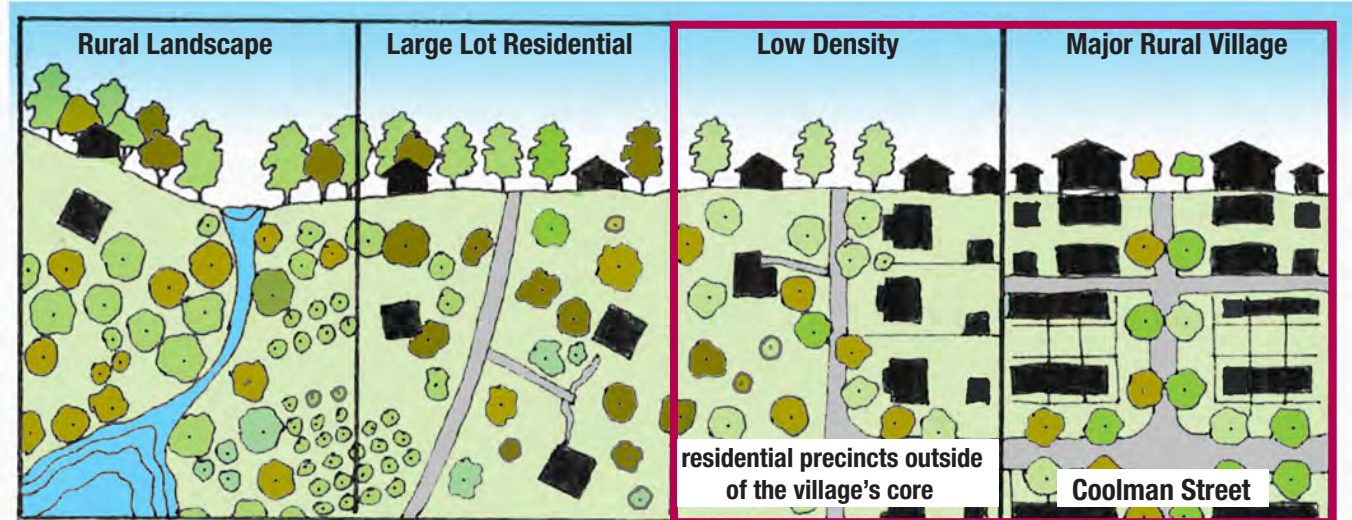 Rural Landscape
Large Lot Residential
Low Density
Major Rural Village
residential precincts outside
of the village's core
Coolman Street